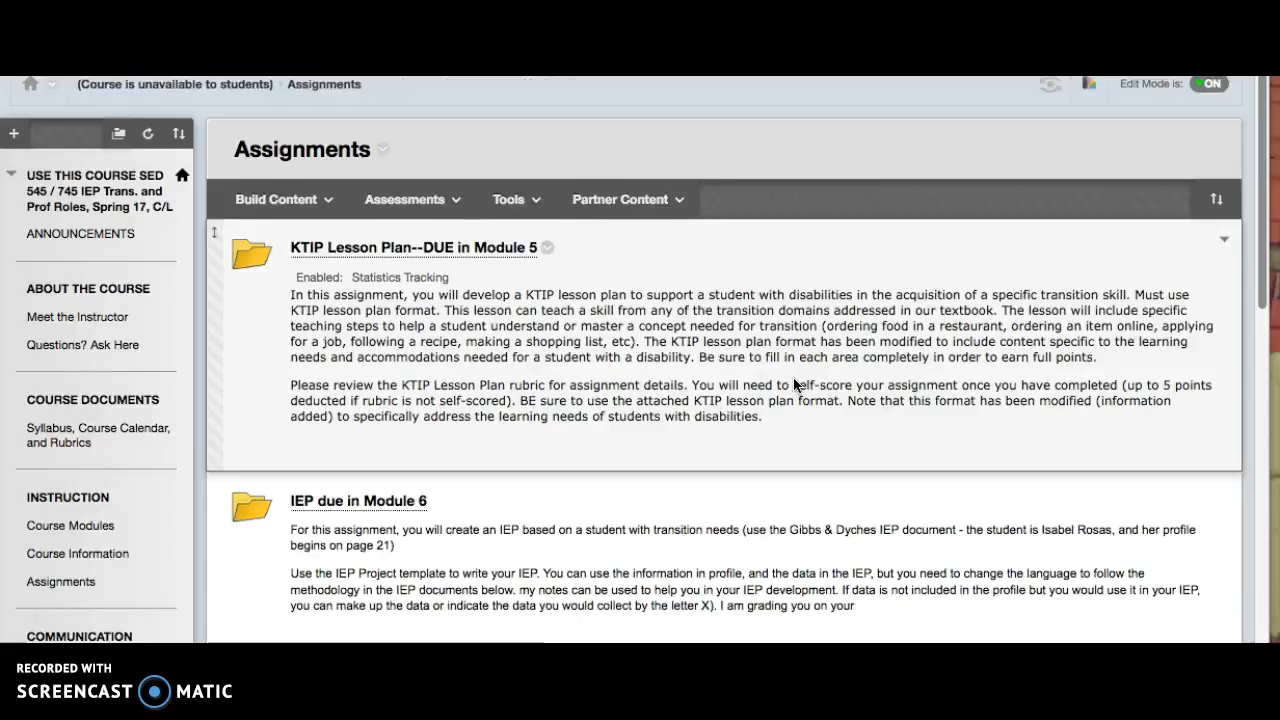 (Course is unavailable to students) Assignments
Edit Mode is: ON
USE THIS COURSE SED
545 / 745 IEP Trans. and
Prof Roles, Spring 17, C/L
ANNOUNCEMENTS
ABOUT THE COURSE
Meet the Instructor
Questions? Ask Here
COURSE DOCUMENTS
Syllabus, Course Calendar,
and Rubrics
INSTRUCTION
Course Modules
Course Information
Assignments
COMMUNICATION
Assignments
Build Content Assessments Tools Partner Content
KTIP Lesson Plan--DUE in Module 5
Enabled: Statistics Tracking
In this assignment, you will develop a KTIP lesson plan to support a student with disabilities in the acquisition of a specific transition skill. Must use
KTIP lesson plan format. This lesson can teach a skill from any of the transition domains addressed in our textbook. The lesson will include specific
teaching steps to help a student understand or master a concept needed for transition (ordering food in a restaurant, ordering an item online, applying
for a job, following a recipe, making a shopping list, etc). The KTIP lesson plan format has been modified to include content specific to the learning
needs and accommodations needed for a student with a disability. Be sure to fill in each area completely in order to earn full points.
Please review the KTIP Lesson Plan rubric for assignment details. You will need to self-score your assignment once you have completed (up to 5 points
deducted if rubric is not self-scored). BE sure to use the attached KTIP lesson plan format. Note that this format has been modified (information
added) to specifically address the learning needs of students with disabilities.
IEP due in Module 6
For this assignment, you will create an IEP based on a student with transition needs (use the Gibbs & Dyches IEP document - the student is Isabel Rosas, and her profile
begins on page 21)
Use the IEP Project template to write your IEP. You can use the information in profile, and the data in the IEP, but you need to change the language to follow the
methodology in the IEP documents below. my notes can be used to help you in your IEP development. If data is not included in the profile but you would use it in your IEP,
you can make up the data or indicate the data you would collect by the letter X). I am grading you on your
RECORDED WITH
SCREENCAST MATIC